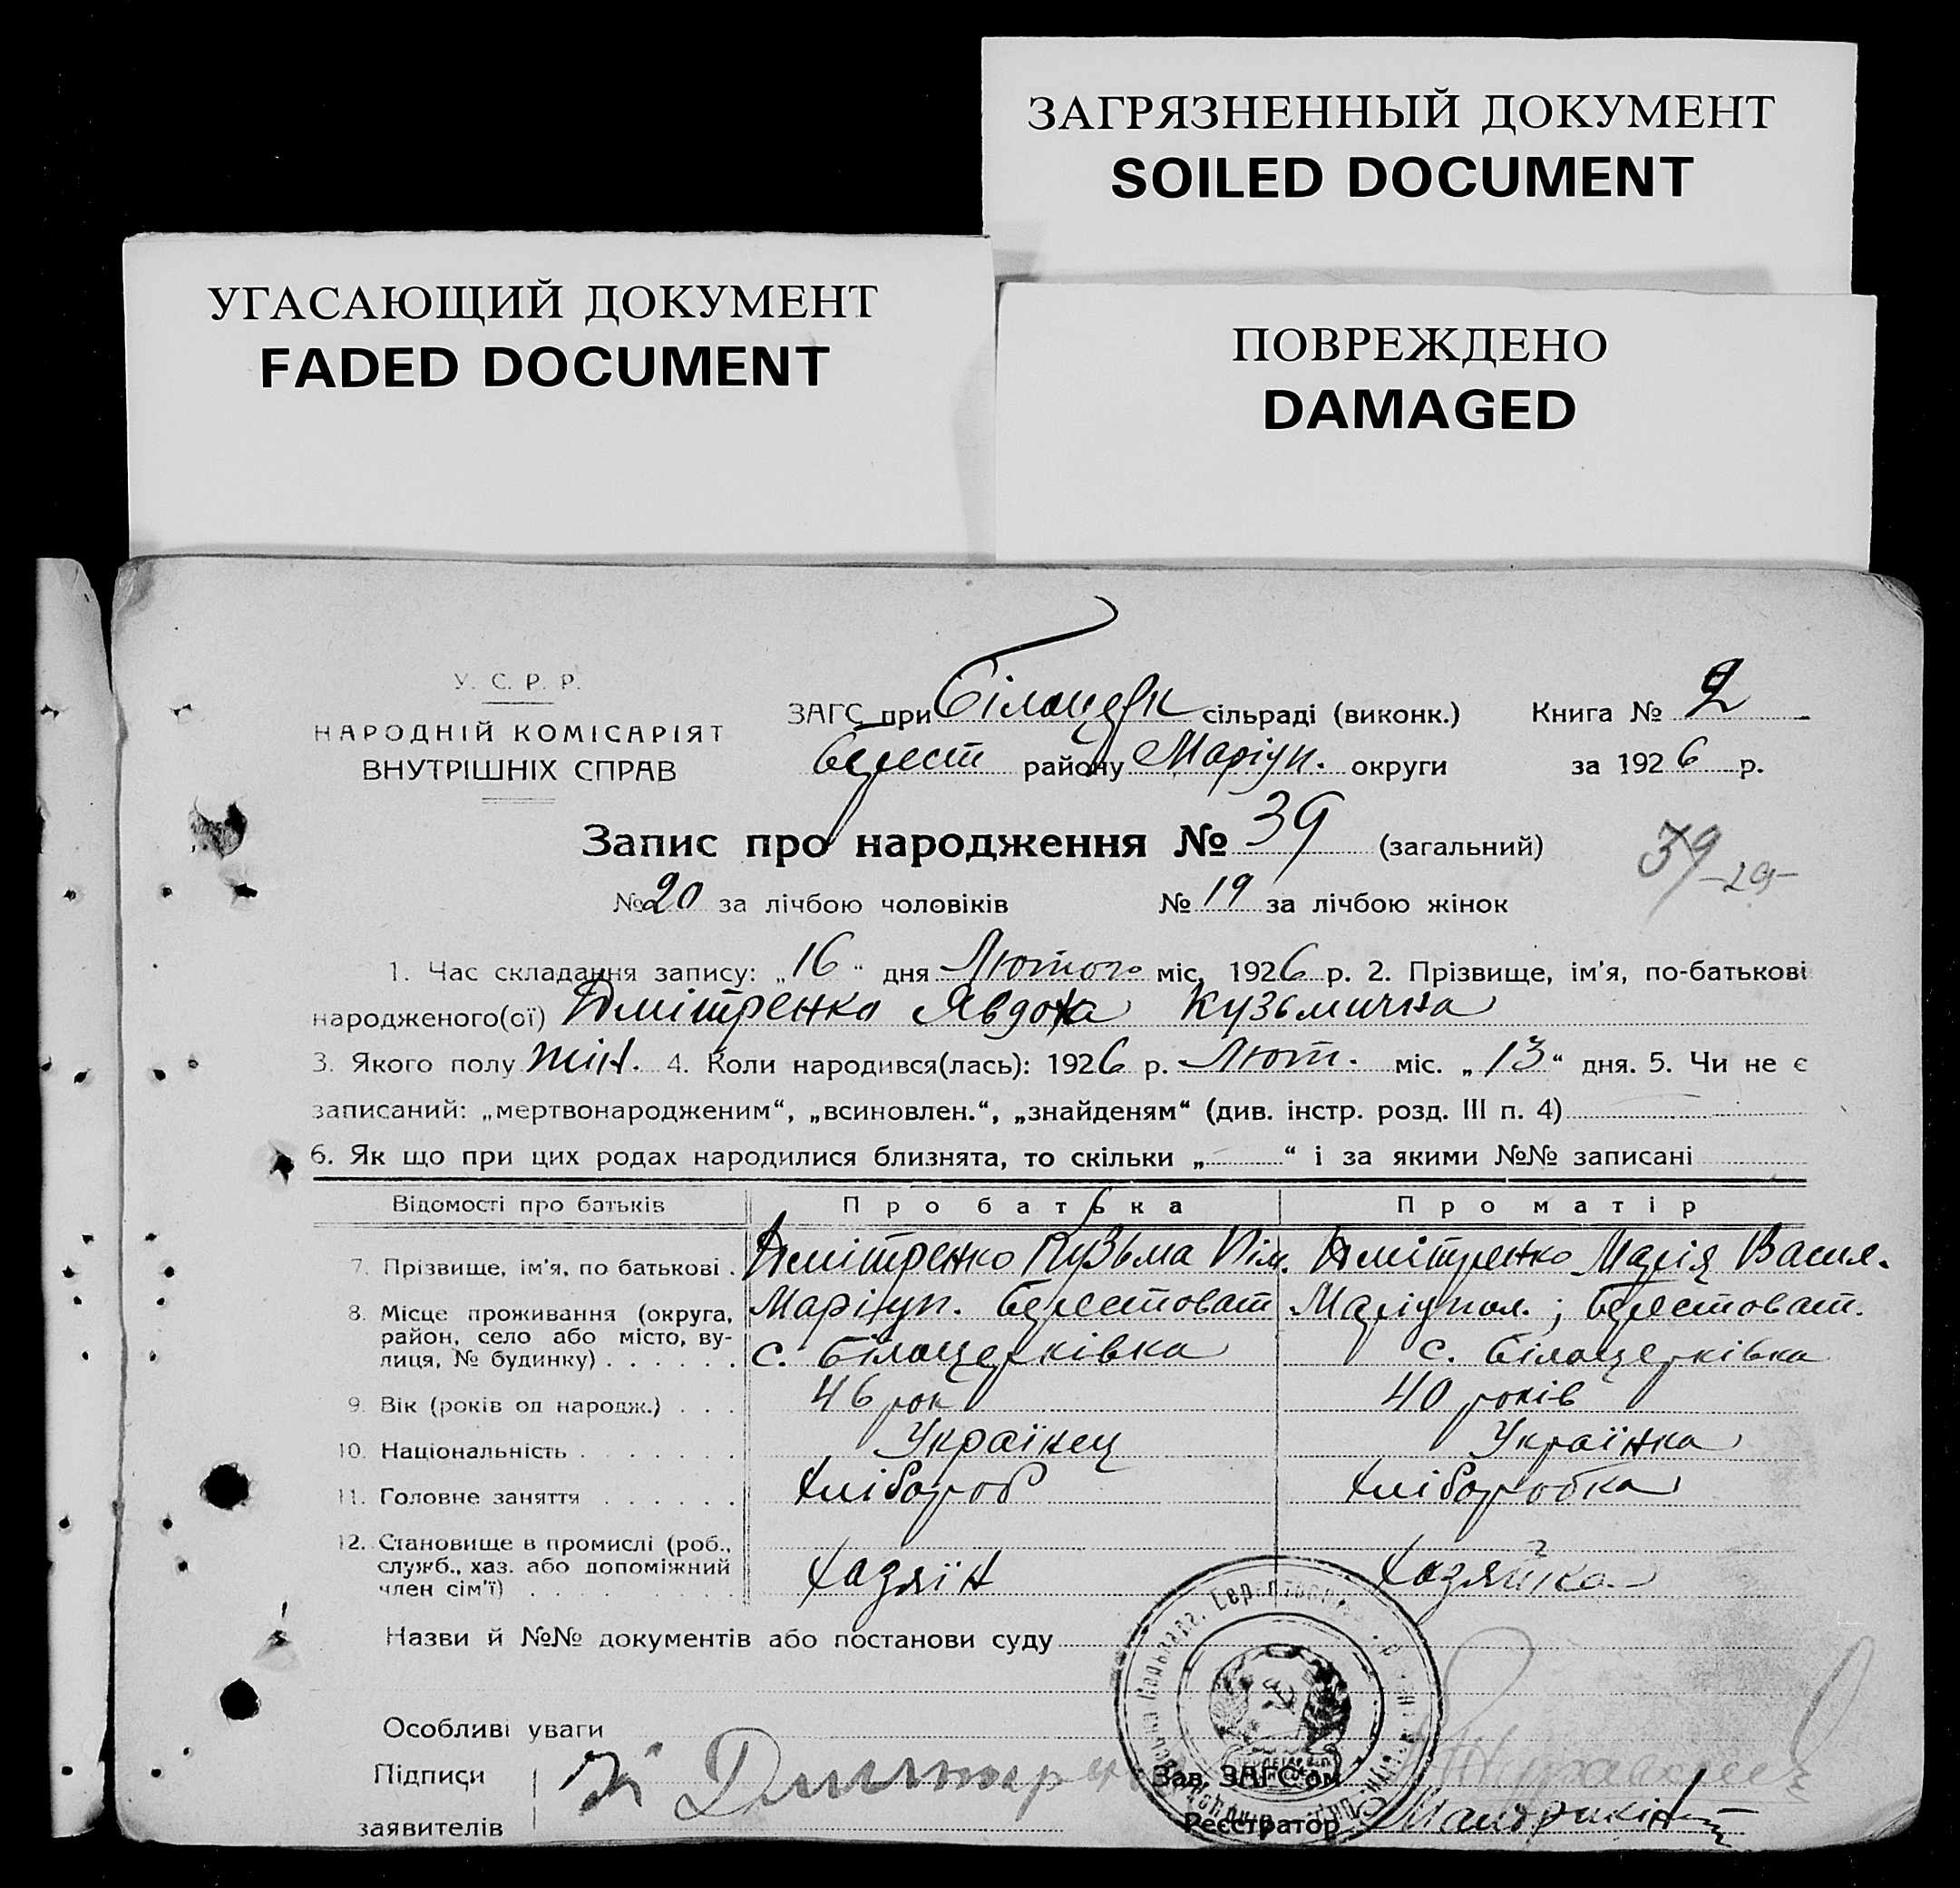 ЗАГРЯЗНЕННЫЙ ДОКУМЕНТ
SOILED DOCUMENT
УГАСАЮЩИЙ ДОКУМЕНТ
FADED DOCUMENT
ПОВРЕЖДЕНО
DAMAGED
У. С. Р. Р.
НАРОДНІЙ КОМІСАРІЯТ
ВНУТРІШНІХ СПРАВ
ЗАГС при Білоцерк сільраді (виконк.)
Берест району Маріуп. округи
Книга № 2
за 1926 р.
Запис про народження № 39 (загальний)
39
№ 20 за лічбою чоловіків № 19 за лічбою жінок
1. Час складання запису: „16“ дня Лютого міс. 1926 р. 2. Прізвище, ім'я, по-батькові
народженого(ої) Дмітренко Явдоха Кузьмична
3. Якого полу жін. 4. Коли народився(лась): 1926 р. Лют. міс. „13“ дня. 5. Чи не є
записаний: „мертвонародженим“, „всиновлен.“, „знайденям“ (див. інстр. розд. III п. 4)
6. Як що при цих родах народилися близнята, то скільки „ “ і за якими №№ записані
Відомості про батьків Про батька Про матір
7. Прізвище, ім'я, по батькові . Дмітренко Кузьма Дмітренко Марія Васил.
8. Місце проживання (округа, Маріуп. Берестоват Маріупол.; Берестоват.
район, село або місто, ву-
лиця, № будинку) . . . . . . с. Білоцерківка с. Білоцерківка
9. Вік (років од народж.) . . . 46 рок 40 років
10. Національність . . . . . . . Українец Українка
11. Головне заняття . . . . . . Хлібороб Хліборобка
12. Становище в промислі (роб.,
служб., хаз. або допоміжний
член сім'ї) . . . . . . . . Хазяїн Хазяйка
Назви й №№ документів або постанови суду
Особливі уваги
Підписи
заявителів
Зав. ЗАГС'ом
Реєстратор